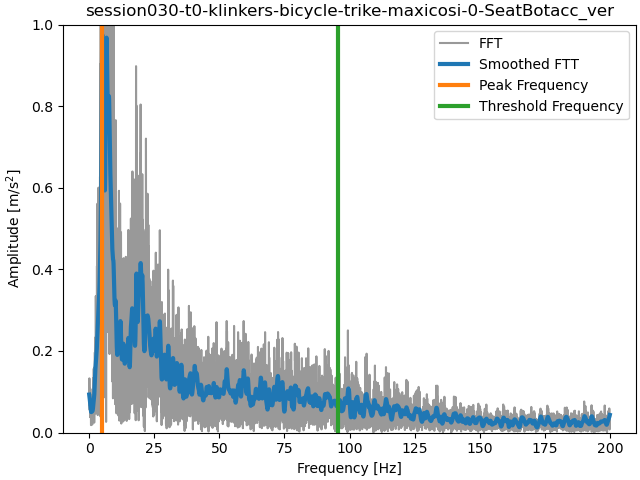 session030-t0-klinkers-bicycle-trike-maxicosi-0-SeatBotacc_ver
1.0
0.8
0.6
0.4
0.2
0.0
Amplitude [m/s²]
FFT
Smoothed FTT
Peak Frequency
Threshold Frequency
0 25 50 75 100 125 150 175 200
Frequency [Hz]